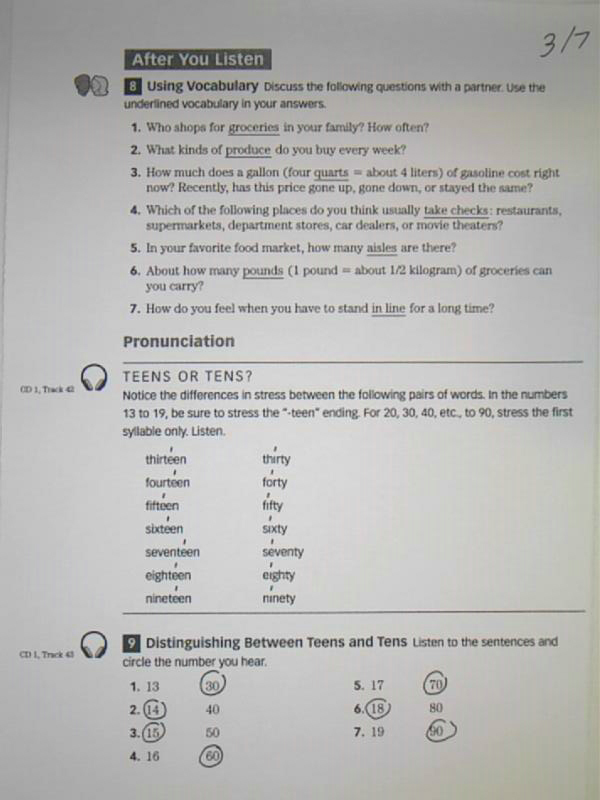 3/7
After You Listen
8 Using Vocabulary Discuss the following questions with a partner. Use the
underlined vocabulary in your answers.
1. Who shops for groceries in your family? How often?
2. What kinds of produce do you buy every week?
3. How much does a gallon (four quarts = about 4 liters) of gasoline cost right
now? Recently, has this price gone up, gone down, or stayed the same?
4. Which of the following places do you think usually take checks: restaurants,
supermarkets, department stores, car dealers, or movie theaters?
5. In your favorite food market, how many aisles are there?
6. About how many pounds (1 pound = about 1/2 kilogram) of groceries can
you carry?
7. How do you feel when you have to stand in line for a long time?
Pronunciation
CD 1, Track 42
TEENS OR TENS?
Notice the differences in stress between the following pairs of words. In the numbers
13 to 19, be sure to stress the "-teen" ending. For 20, 30, 40, etc., to 90, stress the first
syllable only. Listen.
thirteen thirty
fourteen forty
fifteen fifty
sixteen sixty
seventeen seventy
eighteen eighty
nineteen ninety
CD 1, Track 43
9 Distinguishing Between Teens and Tens Listen to the sentences and
circle the number you hear.
1. 13 30 5. 17 70
2. 14 40 6. 18 80
3. 15 50 7. 19 90
4. 16 60